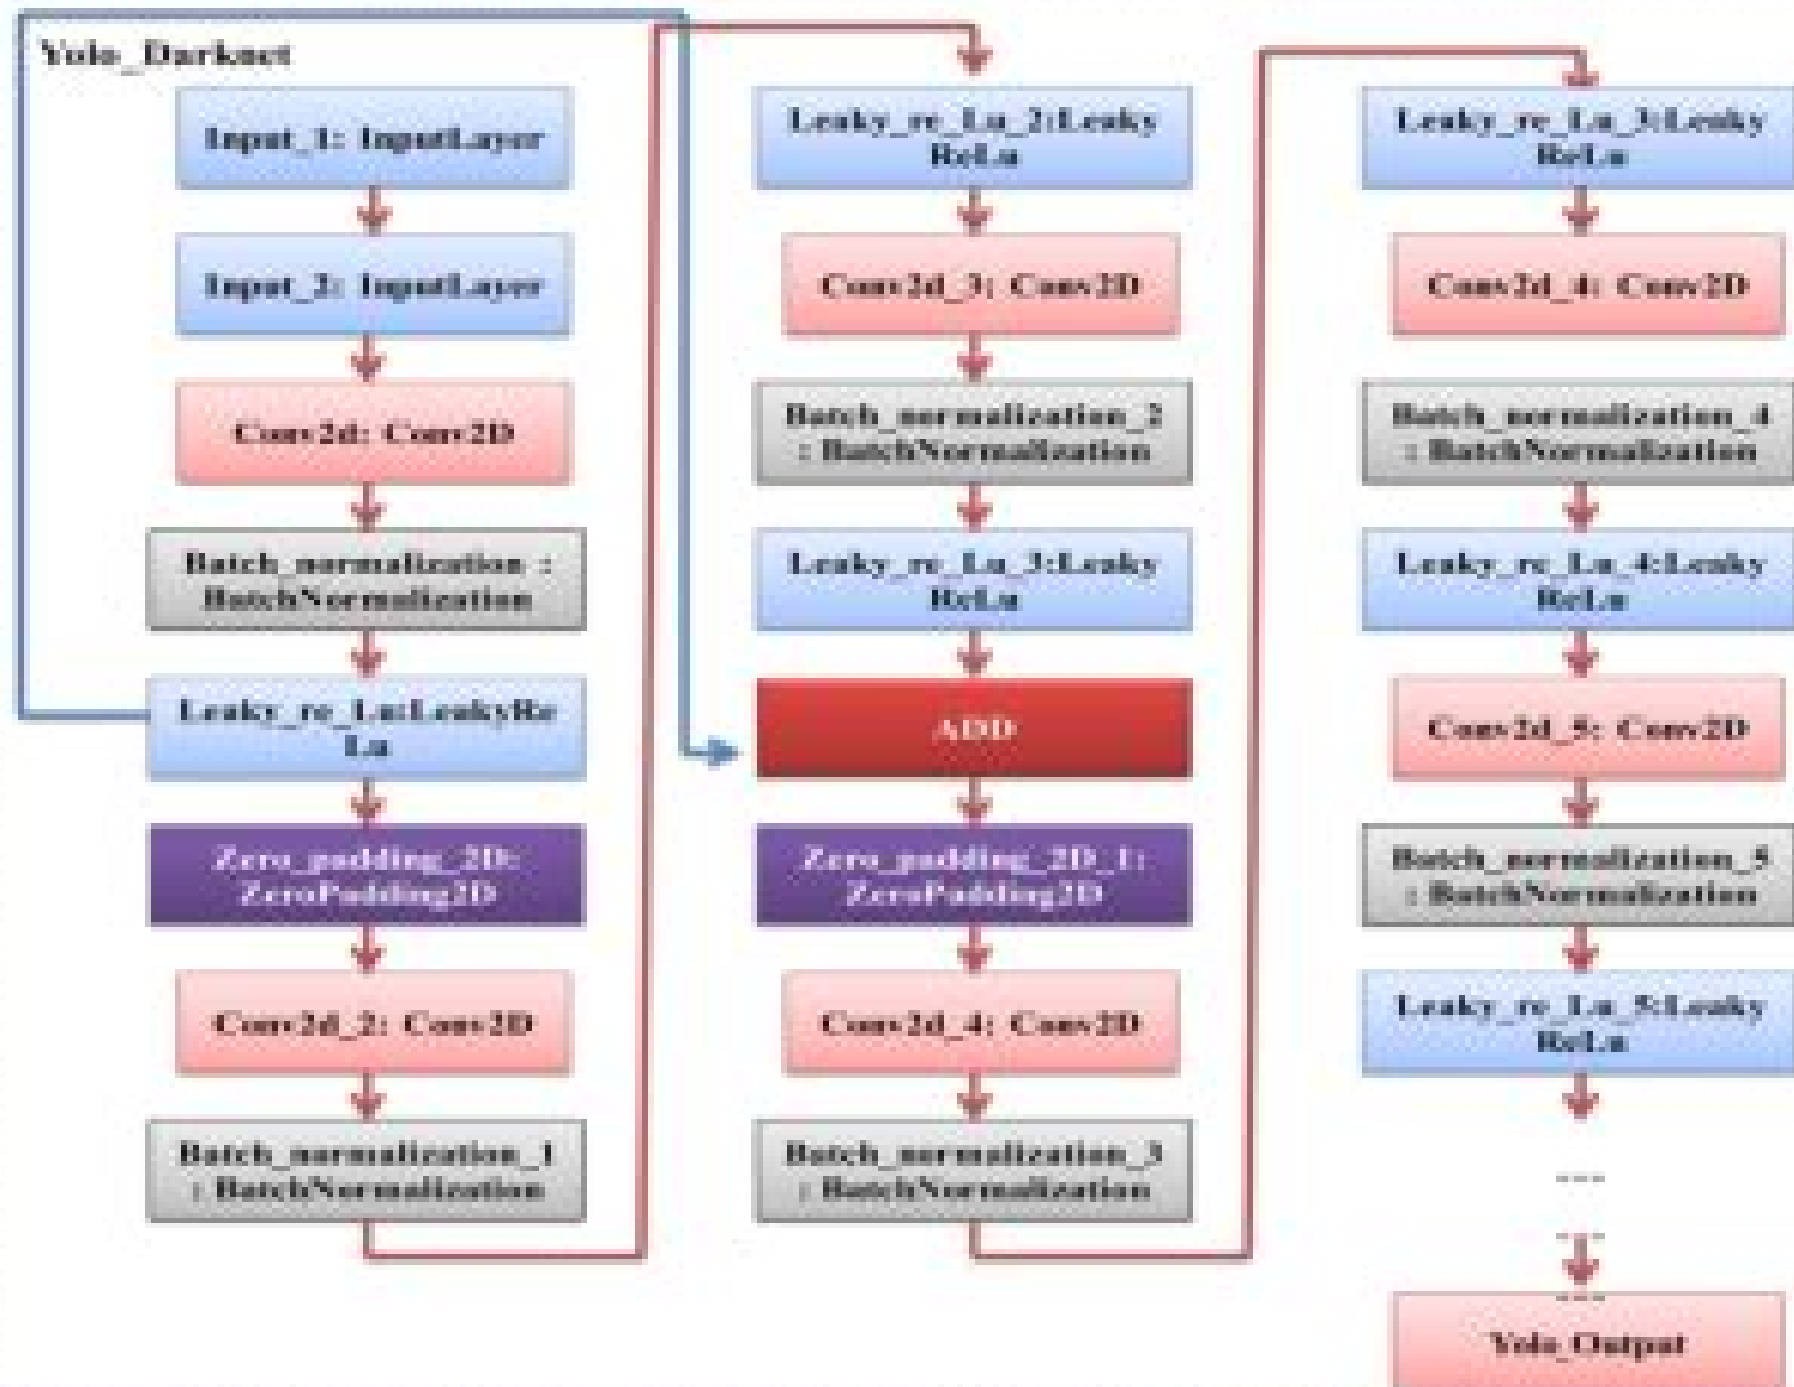 Yolo_Darknet
Input_1: InputLayer
Input_2: InputLayer
Conv2d: Conv2D
Batch_normalization :
BatchNormalization
Leaky_re_Lu:LeakyRe
Lu
Zero_padding_2D:
ZeroPadding2D
Conv2d_2: Conv2D
Batch_normalization_1
: BatchNormalization
Leaky_re_Lu_2:Leaky
ReLu
Conv2d_3: Conv2D
Batch_normalization_2
: BatchNormalization
Leaky_re_Lu_3:Leaky
ReLu
ADD
Zero_padding_2D_1:
ZeroPadding2D
Conv2d_4: Conv2D
Batch_normalization_3
: BatchNormalization
Leaky_re_Lu_3:Leaky
ReLu
Conv2d_4: Conv2D
Batch_normalization_4
: BatchNormalization
Leaky_re_Lu_4:Leaky
ReLu
Conv2d_5: Conv2D
Batch_normalization_5
: BatchNormalization
Leaky_re_Lu_5:Leaky
ReLu
Yolo_Output